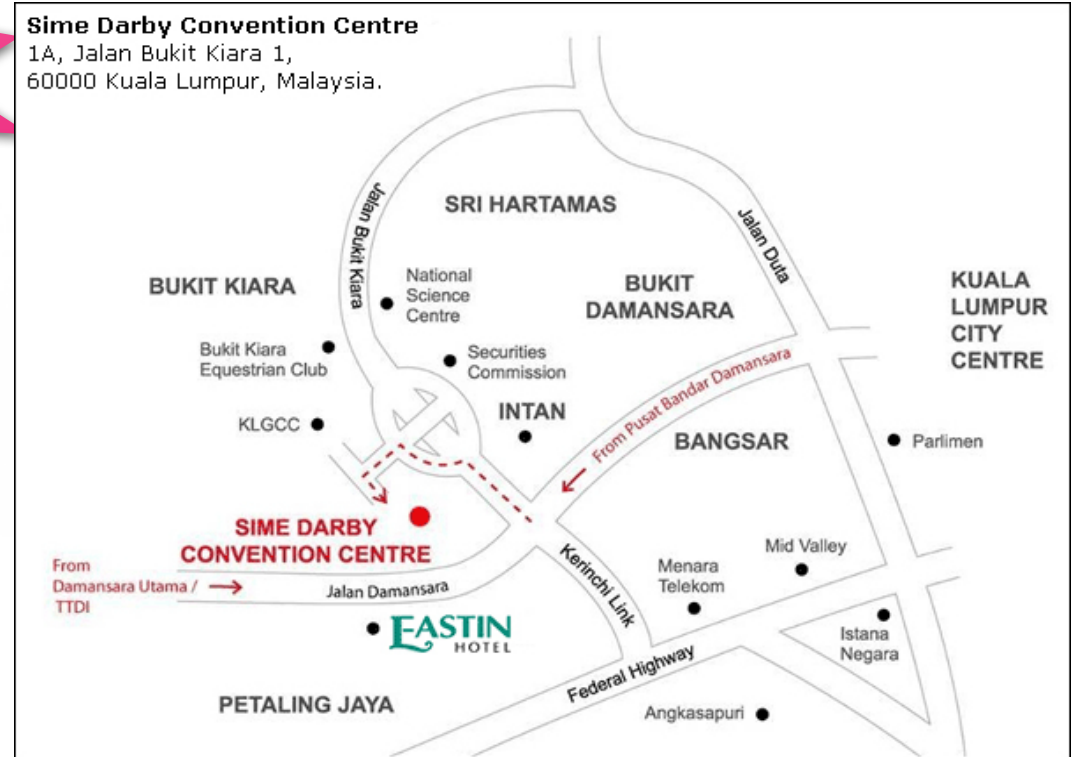 Sime Darby Convention Centre
1A, Jalan Bukit Kiara 1,
60000 Kuala Lumpur, Malaysia.
Jalan Bukit Kiara
SRI HARTAMAS
Jalan Duta
BUKIT KIARA
National
Science
Centre
BUKIT
DAMANSARA
KUALA
LUMPUR
CITY
CENTRE
Bukit Kiara
Equestrian Club
Securities
Commission
From Pusat Bandar Damansara
KLGCC
INTAN
BANGSAR
Parlimen
SIME DARBY
CONVENTION CENTRE
From
Damansara Utama /
TTDI
Jalan Damansara
Kerinchi Link
Menara
Telekom
Mid Valley
EASTIN
HOTEL
Istana
Negara
Federal Highway
PETALING JAYA
Angkasapuri